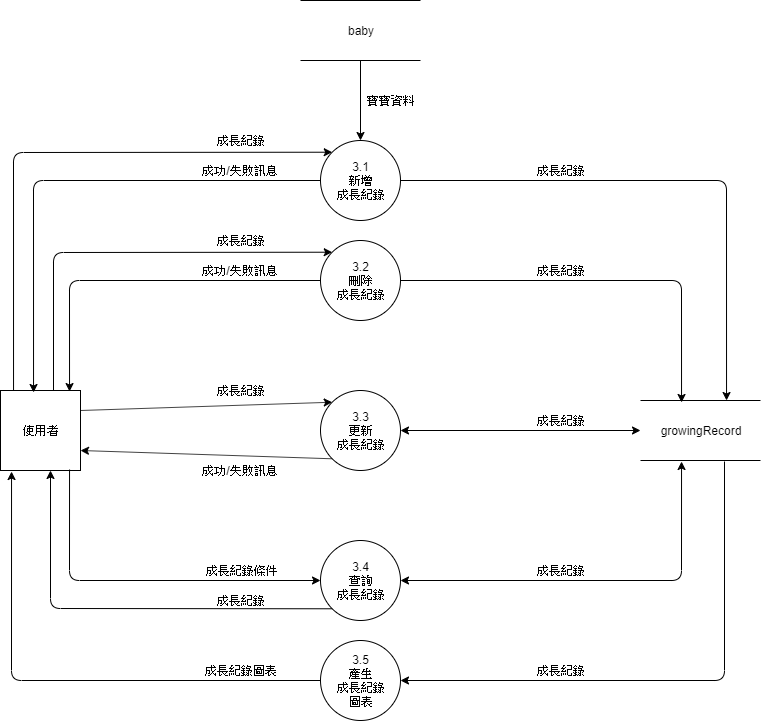 baby
寶寶資料
成長紀錄
成功/失敗訊息
3.1
新增
成長紀錄
成長紀錄
成長紀錄
成功/失敗訊息
3.2
刪除
成長紀錄
成長紀錄
使用者
成長紀錄
成功/失敗訊息
3.3
更新
成長紀錄
成長紀錄
growingRecord
成長紀錄條件
成長紀錄
3.4
查詢
成長紀錄
成長紀錄
成長紀錄圖表
3.5
產生
成長紀錄
圖表
成長紀錄